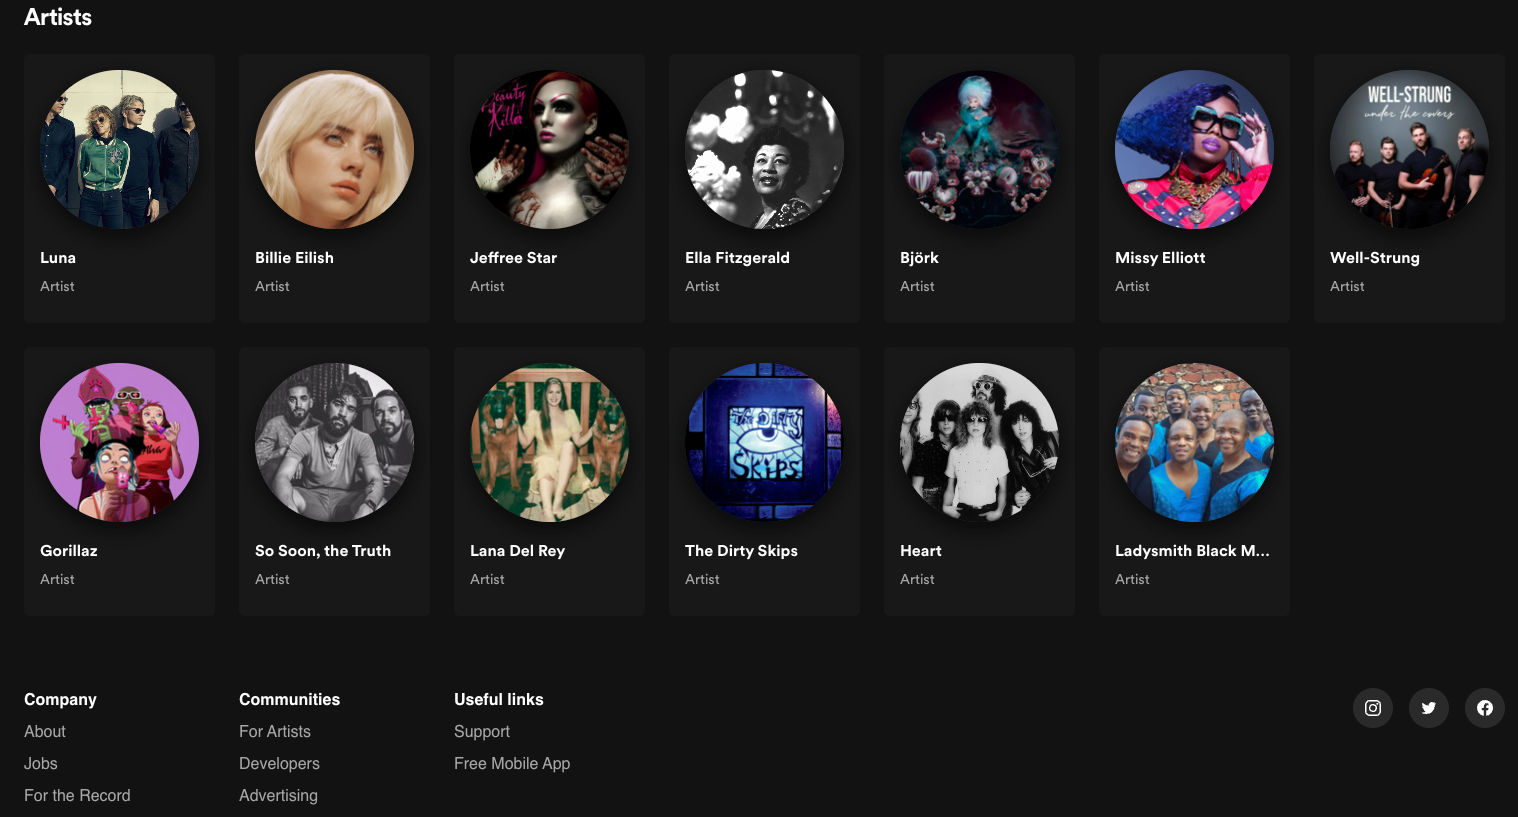 Artists
Beauty
Killer
WELL-STRUNG
under the covers
Luna
Billie Eilish
Jeffree Star
Ella Fitzgerald
Björk
Missy Elliott
Well-Strung
Artist
Artist
Artist
Artist
Artist
Artist
Artist
The Dirty
Skips
Gorillaz
So Soon, the Truth
Lana Del Rey
The Dirty Skips
Heart
Ladysmith Black M...
Artist
Artist
Artist
Artist
Artist
Artist
Company
Communities
Useful links
About
For Artists
Support
Jobs
Developers
Free Mobile App
For the Record
Advertising